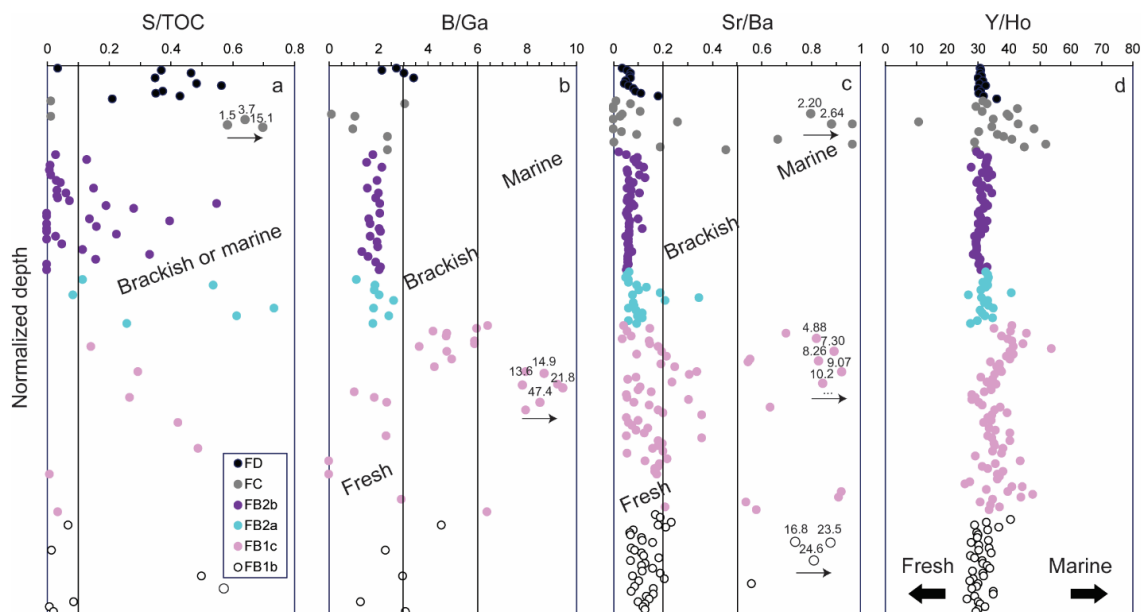 S/TOC
B/Ga
Sr/Ba
Y/Ho
0 0.2 0.4 0.6 0.8
0 2 4 6 8 10
0 0.2 0.4 0.6 0.8 1
0 10 20 30 40 50 60 70 80
a
b
c
d
Normalized depth
1.5 3.7 15.1
Brackish or marine
FD
FC
FB2b
FB2a
FB1c
FB1b
Marine
Brackish
13.6 14.9 21.8
47.4
Fresh
2.20
2.64
Marine
Brackish
4.88
7.30
8.26
9.07
10.2
...
Fresh
16.8 23.5
24.6
Fresh
Marine